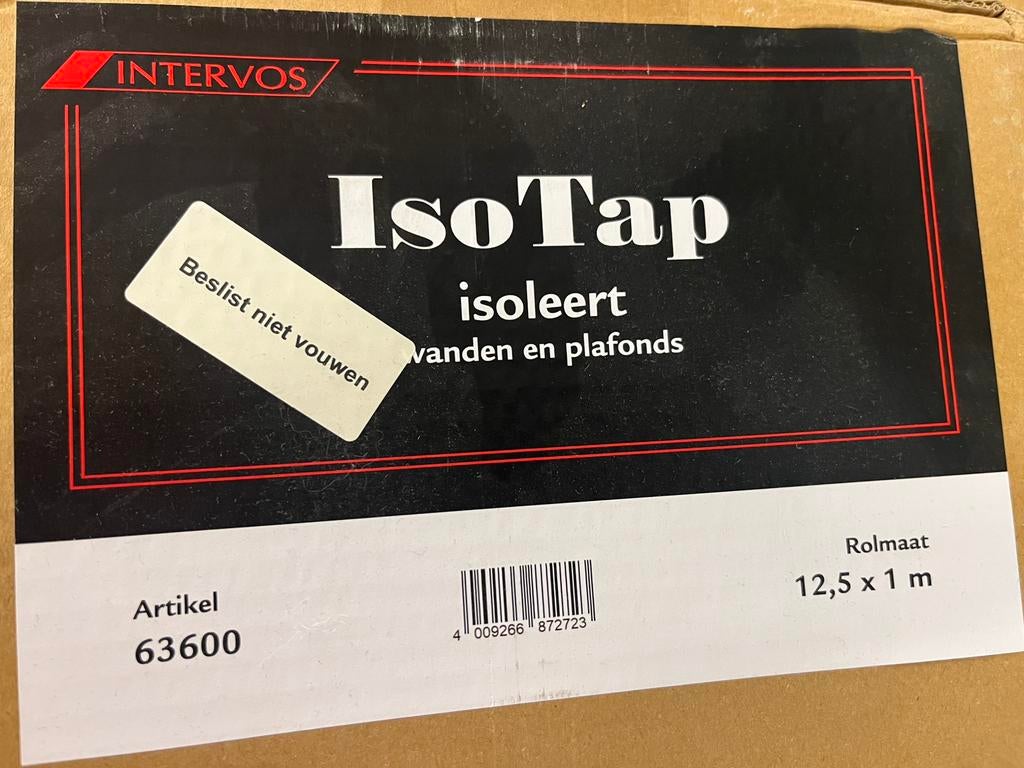 INTERVOS
IsoTap
isoleert
wanden en plafonds
Beslist niet vouwen
Artikel
63600
4 009266 872723
Rolmaat
12,5 x 1 m